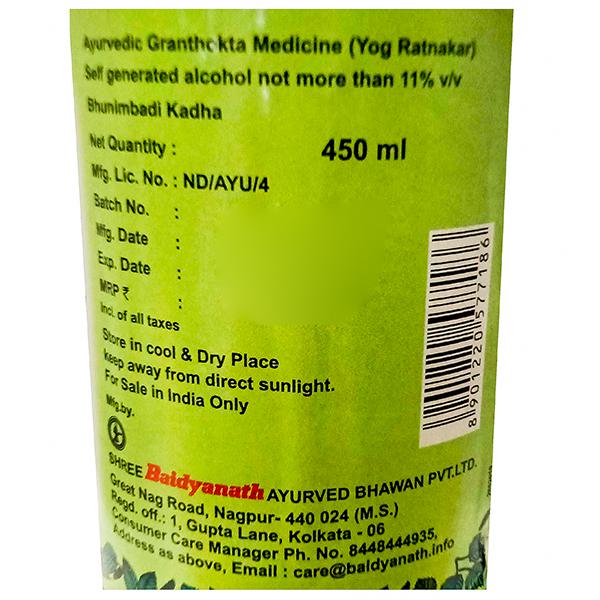 Ayurvedic Granthokta Medicine (Yog Ratnakar)
Self generated alcohol not more than 11% v/v
Bhunimbadi Kadha
Net Quantity : 450 ml
Mfg. Lic. No. : ND/AYU/4
Batch No. :
Mfg. Date :
Exp. Date :
MRP ₹ :
Incl. of all taxes
Store in cool & Dry Place
keep away from direct sunlight.
For Sale in India Only
Mfg.by.
SHREE Baidyanath AYURVED BHAWAN PVT.LTD.
Great Nag Road, Nagpur- 440 024 (M.S.)
Regd. off.: 1, Gupta Lane, Kolkata - 06
Consumer Care Manager Ph. No. 8448444935,
Address as above, Email : care@baidyanath.info
8901220577186